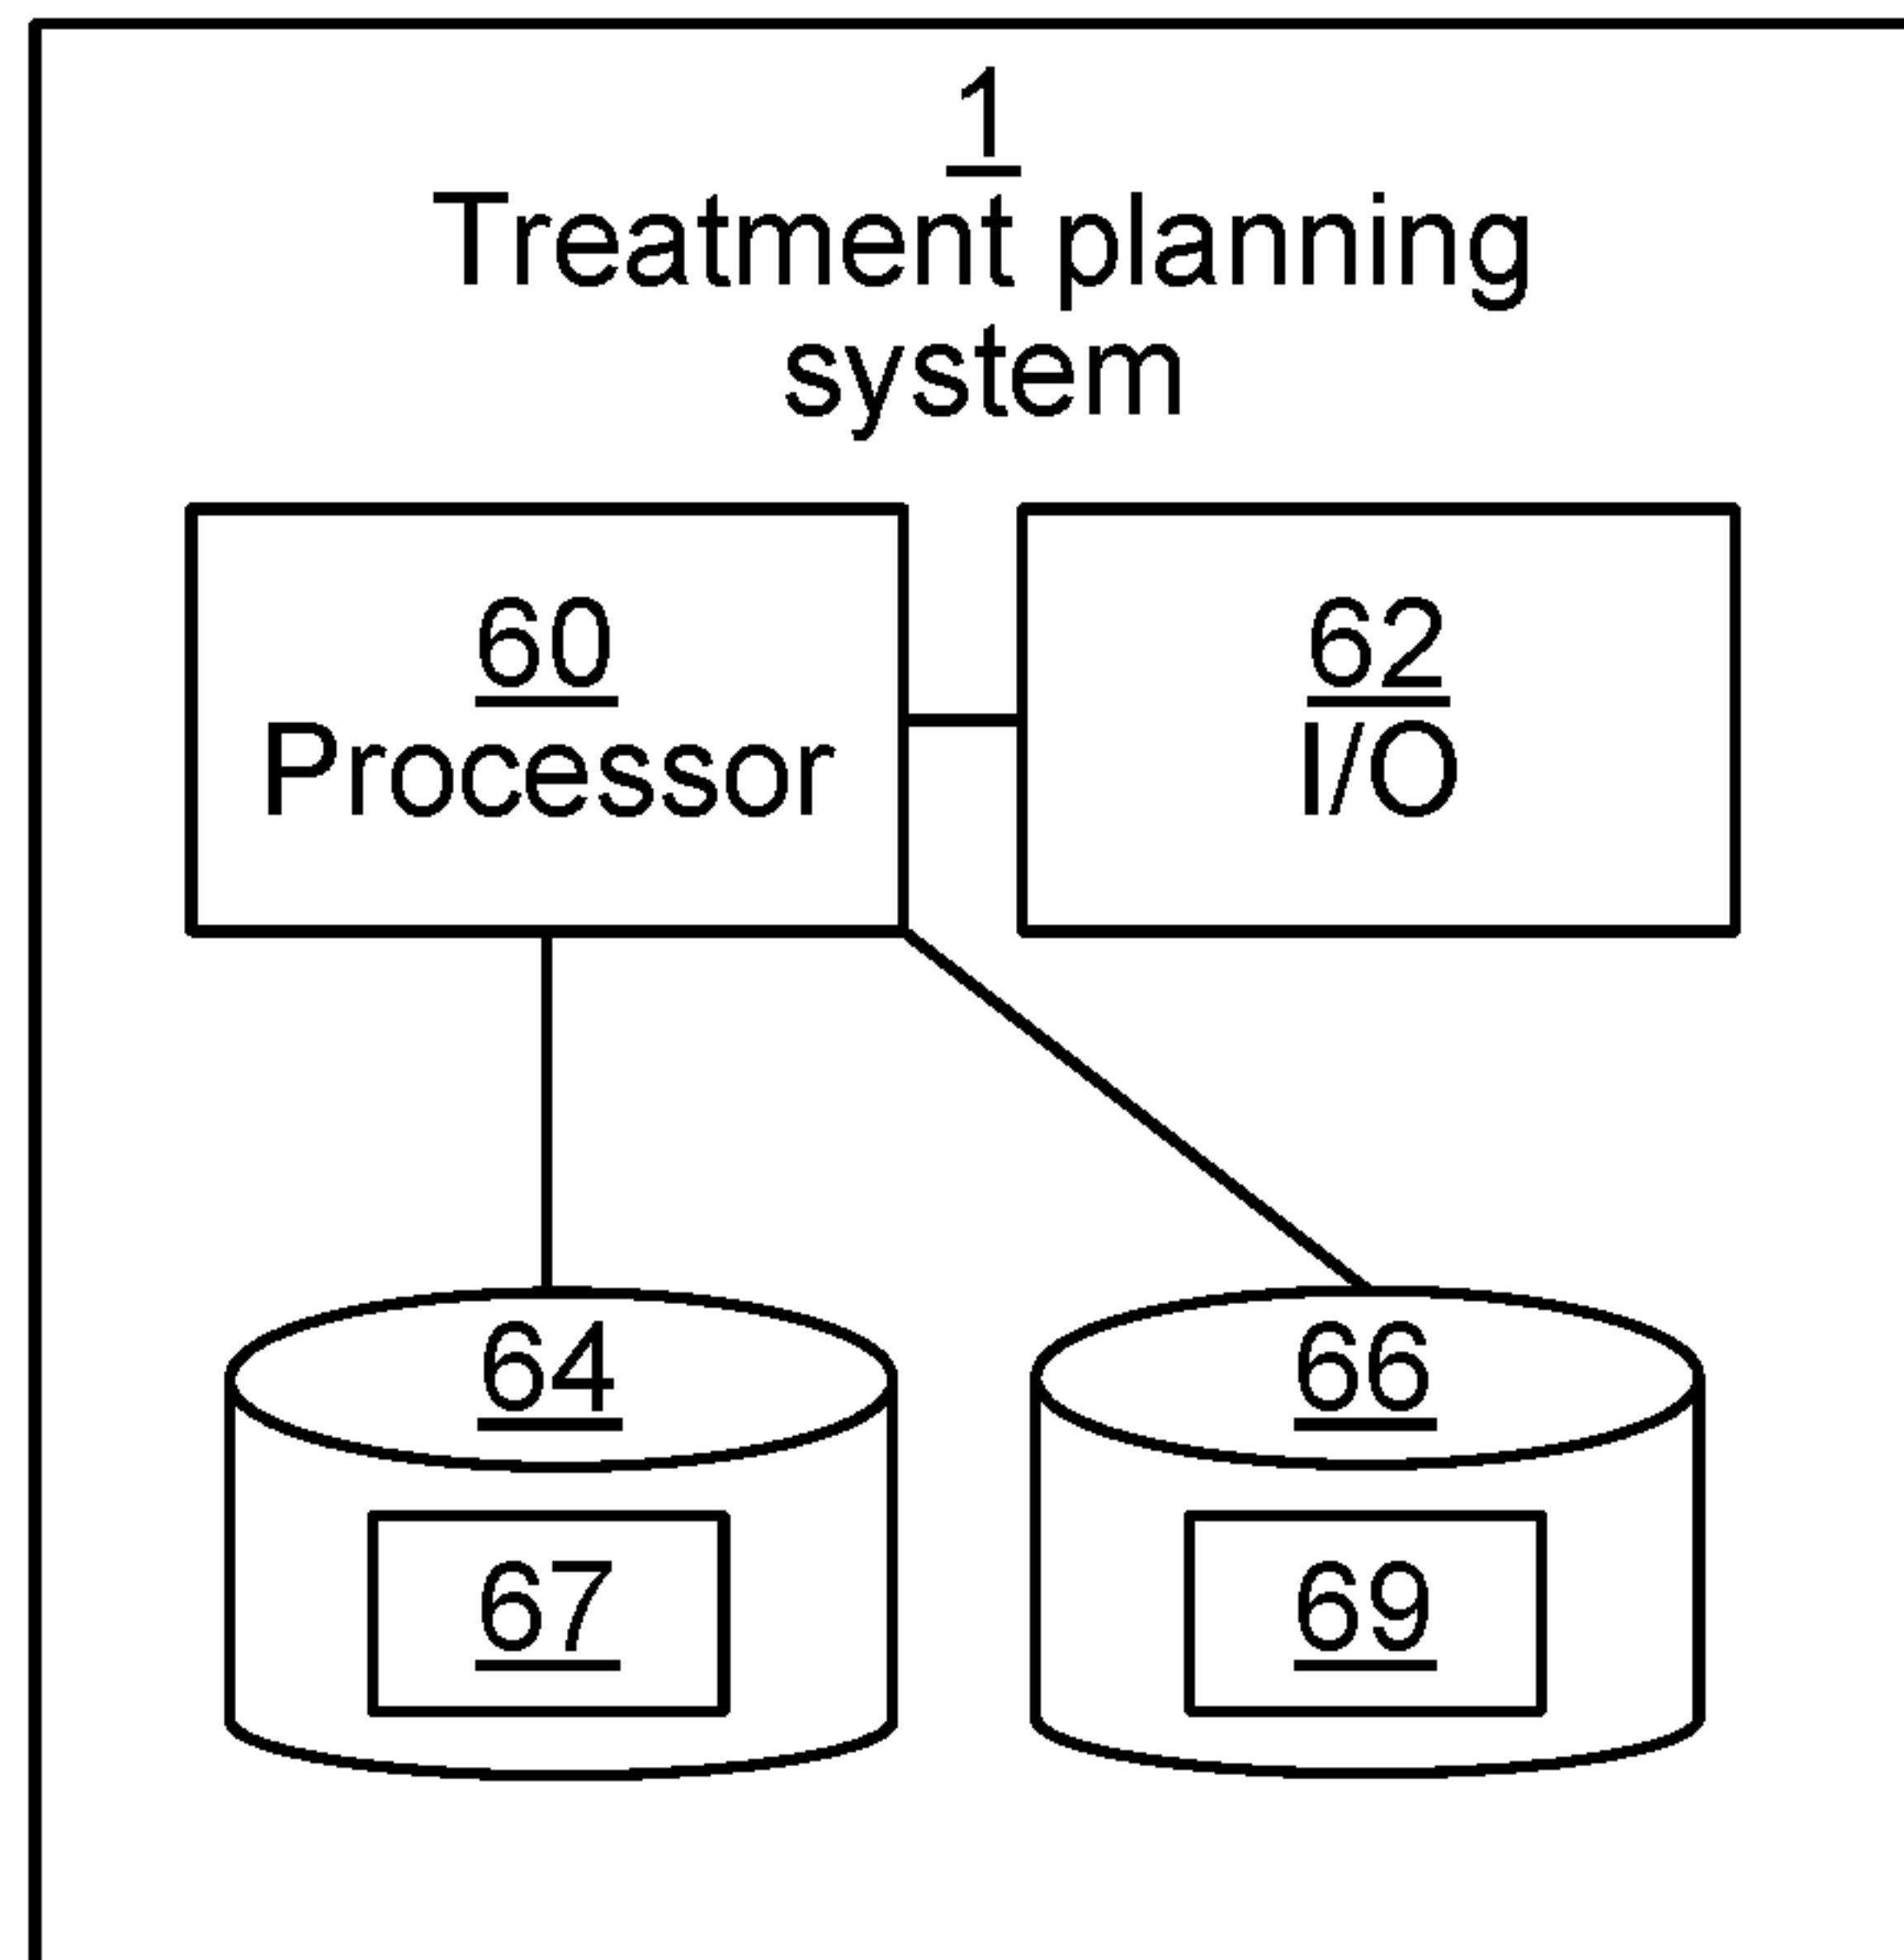 1
Treatment planning
system
60
Processor
62
I/O
64
66
67
69